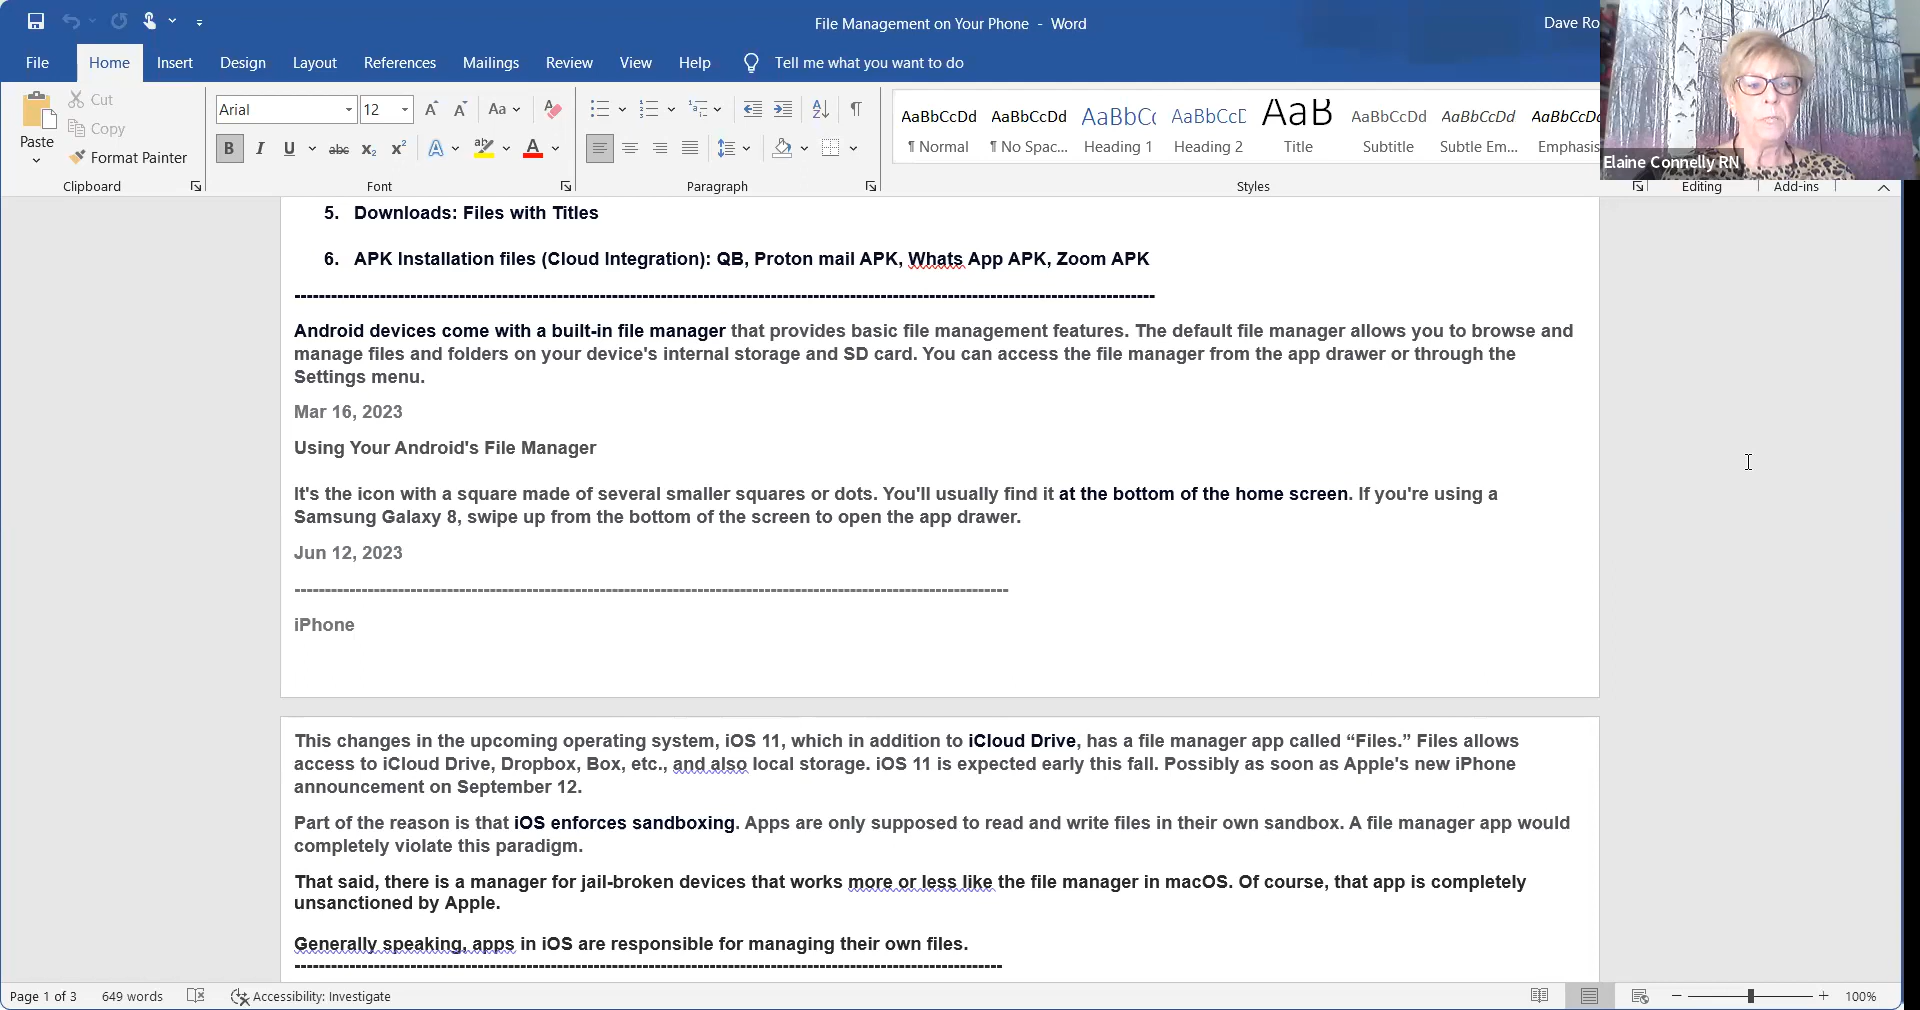 File Management on Your Phone - Word
Dave Ro
File Home Insert Design Layout References Mailings Review View Help Tell me what you want to do
Paste
Cut
Copy
Format Painter
Clipboard
Arial 12
Font
Paragraph
AaBbCcDd AaBbCcDd AaBbCc AaBbCcD AaB AaBbCcDd AaBbCcDd AaBbCcDc
¶ Normal ¶ No Spac... Heading 1 Heading 2 Title Subtitle Subtle Em... Emphasis
Styles
Editing
Add-ins
Elaine Connelly RN
5. Downloads: Files with Titles
6. APK Installation files (Cloud Integration): QB, Proton mail APK, Whats App APK, Zoom APK
Android devices come with a built-in file manager that provides basic file management features. The default file manager allows you to browse and
manage files and folders on your device's internal storage and SD card. You can access the file manager from the app drawer or through the
Settings menu.
Mar 16, 2023
Using Your Android's File Manager
It's the icon with a square made of several smaller squares or dots. You'll usually find it at the bottom of the home screen. If you're using a
Samsung Galaxy 8, swipe up from the bottom of the screen to open the app drawer.
Jun 12, 2023
iPhone
This changes in the upcoming operating system, iOS 11, which in addition to iCloud Drive, has a file manager app called “Files.” Files allows
access to iCloud Drive, Dropbox, Box, etc., and also local storage. iOS 11 is expected early this fall. Possibly as soon as Apple's new iPhone
announcement on September 12.
Part of the reason is that iOS enforces sandboxing. Apps are only supposed to read and write files in their own sandbox. A file manager app would
completely violate this paradigm.
That said, there is a manager for jail-broken devices that works more or less like the file manager in macOS. Of course, that app is completely
unsanctioned by Apple.
Generally speaking, apps in iOS are responsible for managing their own files.
Page 1 of 3 649 words Accessibility: Investigate 100%